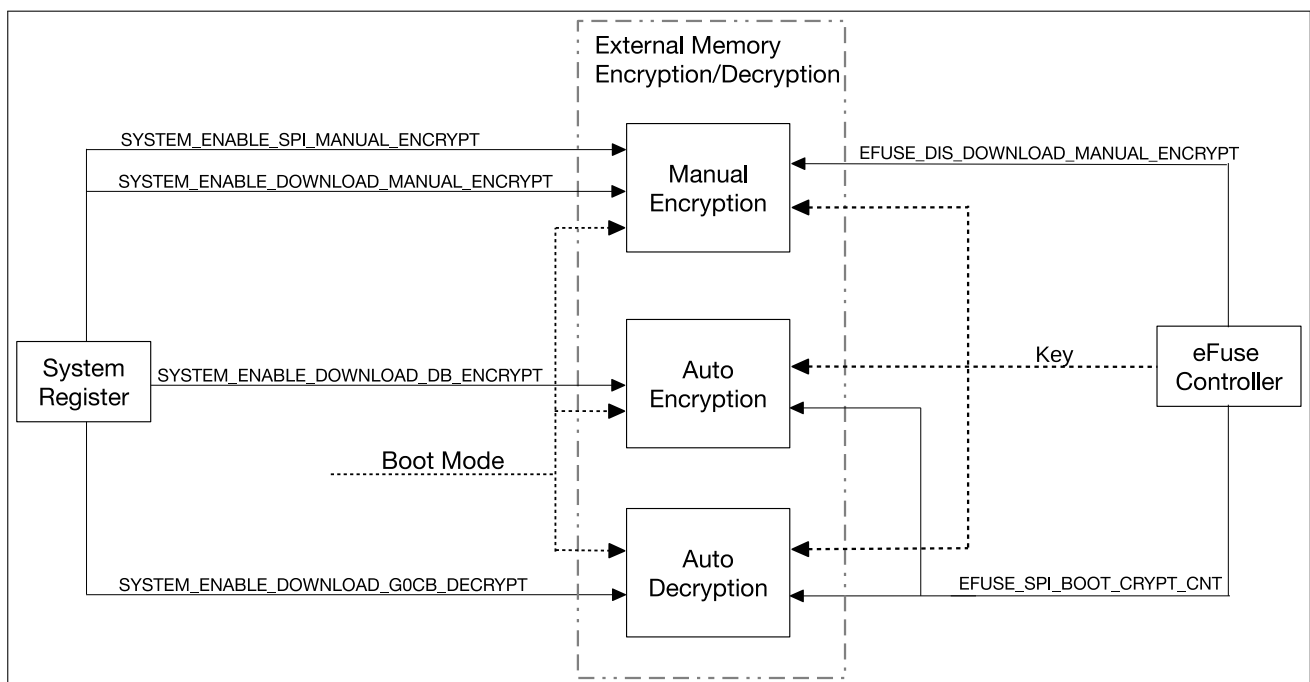 External Memory
Encryption/Decryption
SYSTEM_ENABLE_SPI_MANUAL_ENCRYPT
EFUSE_DIS_DOWNLOAD_MANUAL_ENCRYPT
SYSTEM_ENABLE_DOWNLOAD_MANUAL_ENCRYPT
Manual
Encryption
System
Register
SYSTEM_ENABLE_DOWNLOAD_DB_ENCRYPT
Auto
Encryption
Key
eFuse
Controller
Boot Mode
SYSTEM_ENABLE_DOWNLOAD_G0CB_DECRYPT
Auto
Decryption
EFUSE_SPI_BOOT_CRYPT_CNT